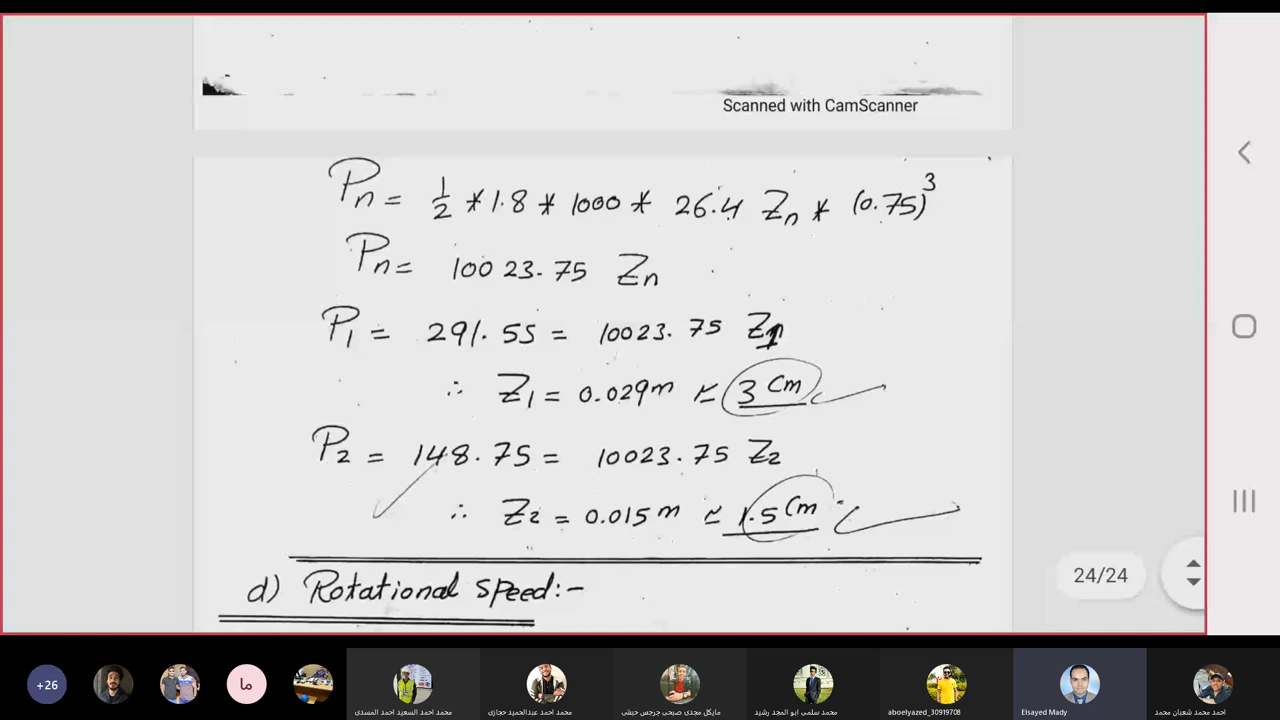 Scanned with CamScanner
Pn = 1/2 * 1.8 * 1000 * 26.4 Zn * (0.75)^3
Pn = 10023.75 Zn
P1 = 291.55 = 10023.75 Z1
∴ Z1 = 0.029m ≈ 3 Cm
P2 = 148.75 = 10023.75 Z2
∴ Z2 = 0.015m ≈ 1.5 Cm
d) Rotational speed:-
24/24
+26
ما
محمد احمد السعيد احمد المسدى
محمد احمد عبدالحميد حجازى
مايكل مجدى صبحى جرجس حبشى
محمد سلمى ابو المجد رشيد
aboelyazed_30919708
Elsayed Mady
احمد محمد شعبان محمد